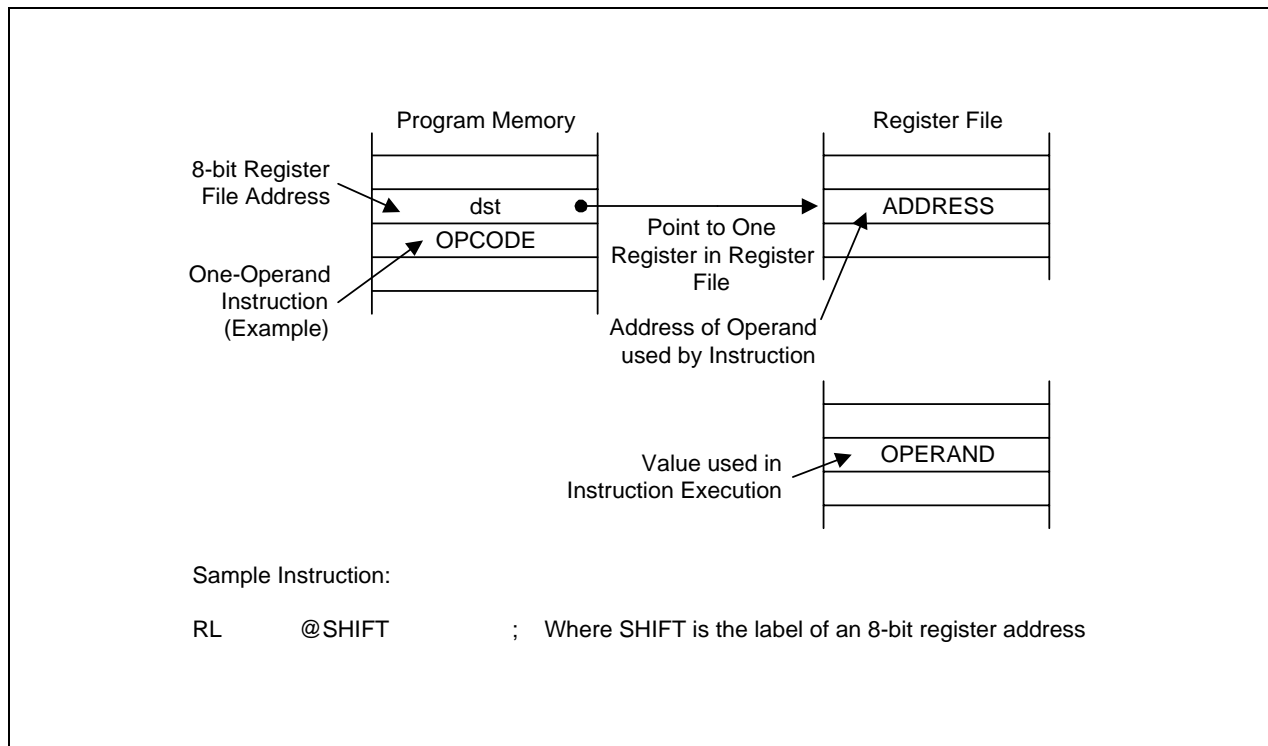 Program Memory
Register File
8-bit Register
File Address
dst
ADDRESS
OPCODE
Point to One
Register in Register
File
One-Operand
Instruction
(Example)
Address of Operand
used by Instruction
OPERAND
Value used in
Instruction Execution
Sample Instruction:
RL @SHIFT ; Where SHIFT is the label of an 8-bit register address